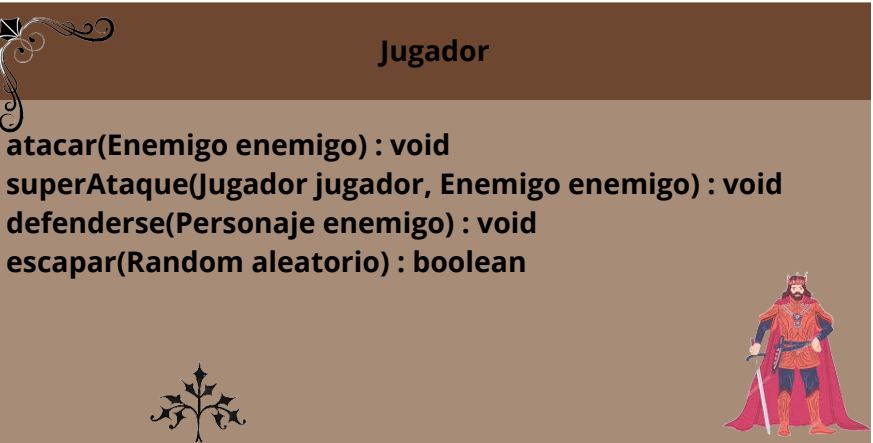 Jugador
atacar(Enemigo enemigo) : void
superAtaque(Jugador jugador, Enemigo enemigo) : void
defenderse(Personaje enemigo) : void
escapar(Random aleatorio) : boolean